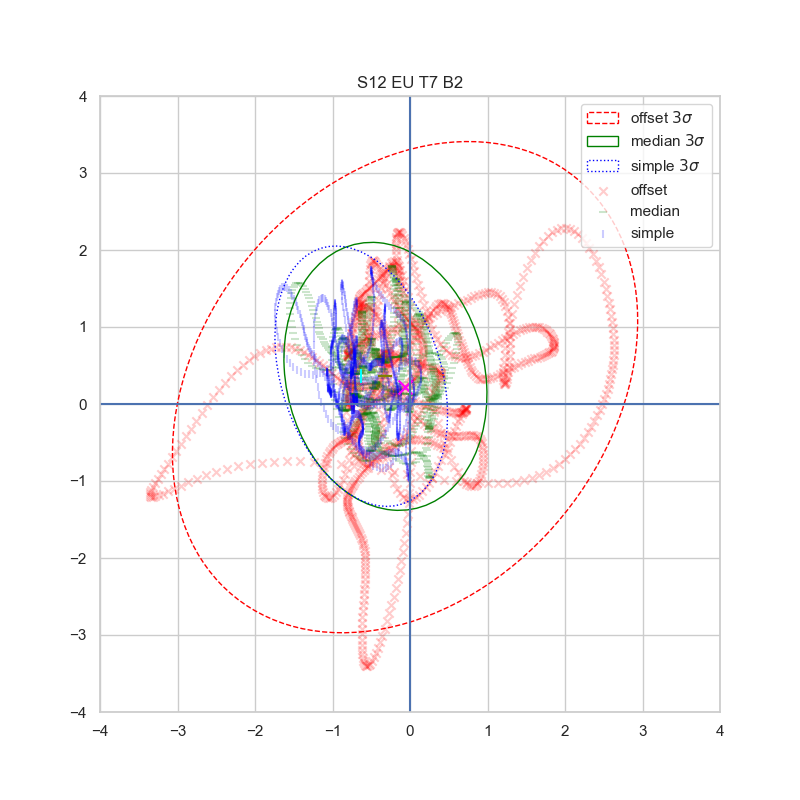 S12 EU T7 B2
offset 3σ
median 3σ
simple 3σ
offset
median
simple
4
3
2
1
0
−1
−2
−3
−4
−4 −3 −2 −1 0 1 2 3 4